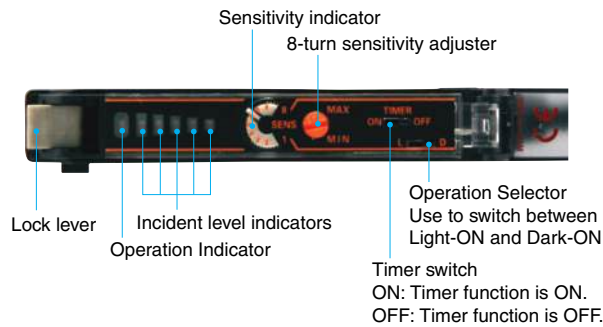 Sensitivity indicator
8-turn sensitivity adjuster
8
SENS
1
MAX
MIN
TIMER
ON OFF
L D
Lock lever
Incident level indicators
Operation Indicator
Operation Selector
Use to switch between
Light-ON and Dark-ON
Timer switch
ON: Timer function is ON.
OFF: Timer function is OFF.